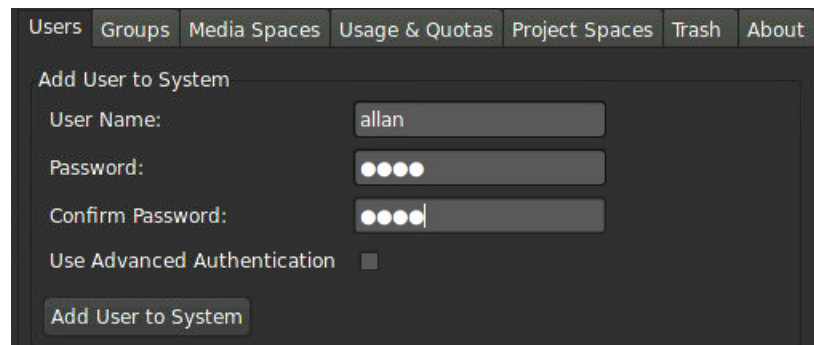 Users Groups Media Spaces Usage & Quotas Project Spaces Trash About
Add User to System
User Name: allan
Password: ●●●●
Confirm Password: ●●●●
Use Advanced Authentication
Add User to System